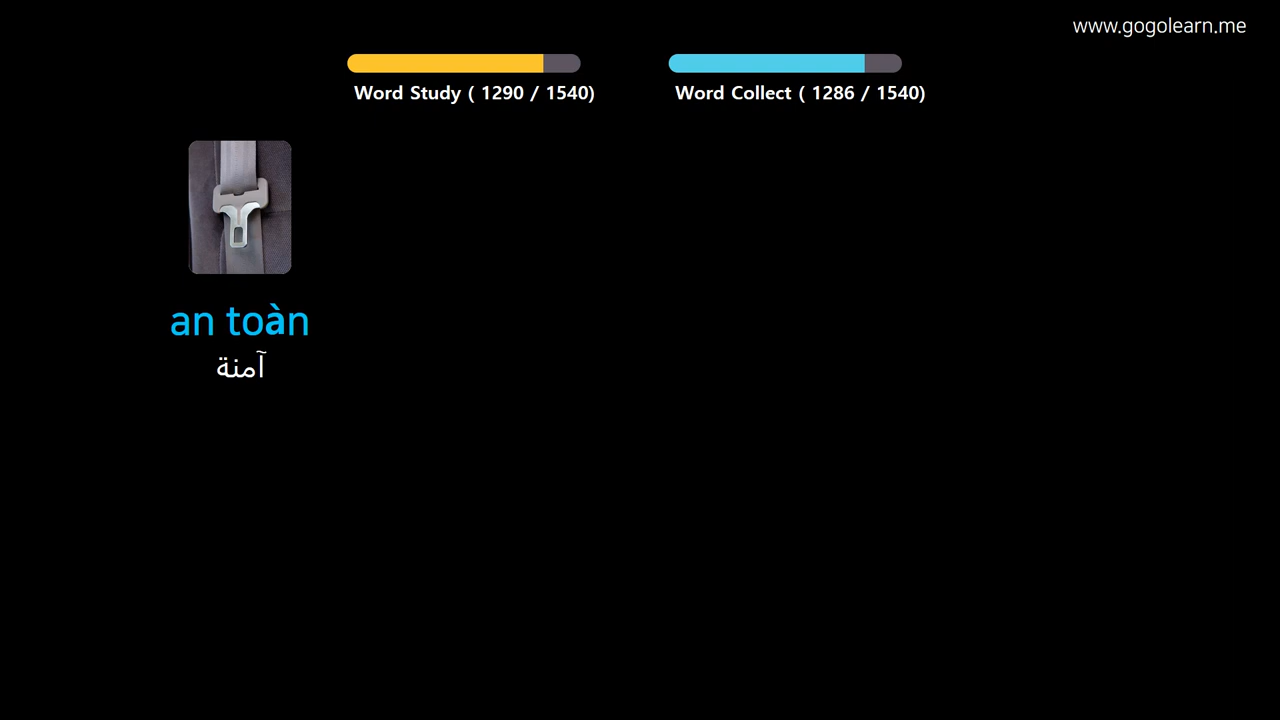 www.gogolearn.me
Word Study ( 1290 / 1540)
Word Collect ( 1286 / 1540)
an toàn
آمنة